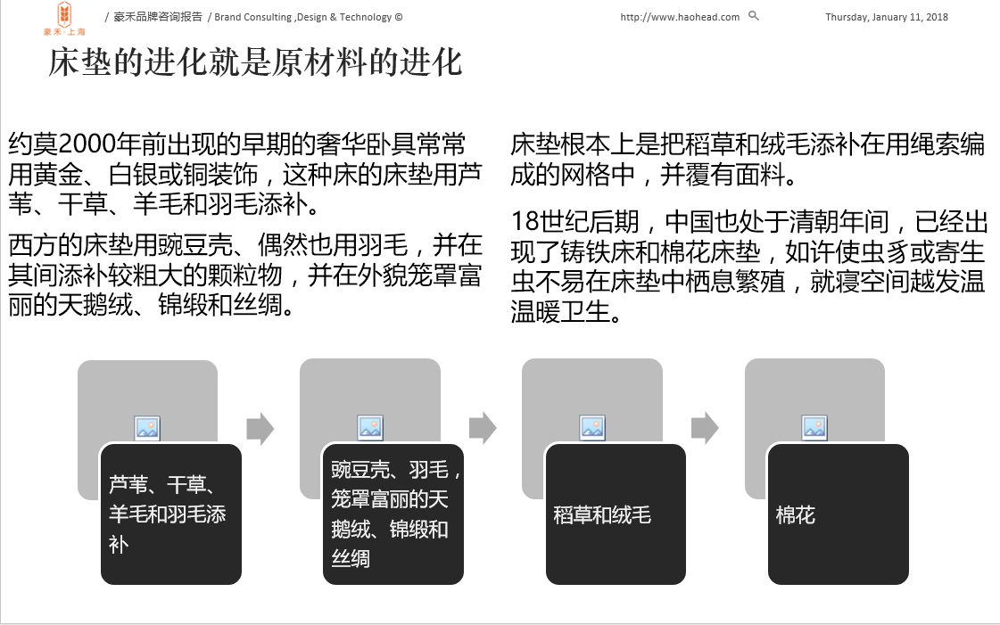 豪禾·上海
/ 豪禾品牌咨询报告 / Brand Consulting ,Design & Technology ©
http://www.haohead.com
Thursday, January 11, 2018
床垫的进化就是原材料的进化
约莫2000年前出现的早期的奢华卧具常常
用黄金、白银或铜装饰，这种床的床垫用芦
苇、干草、羊毛和羽毛添补。
西方的床垫用豌豆壳、偶然也用羽毛，并在
其间添补较粗大的颗粒物，并在外貌笼罩富
丽的天鹅绒、锦缎和丝绸。
床垫根本上是把稻草和绒毛添补在用绳索编
成的网格中，并覆有面料。
18世纪后期，中国也处于清朝年间，已经出
现了铸铁床和棉花床垫，如许使虫豸或寄生
虫不易在床垫中栖息繁殖，就寝空间越发温
温暖卫生。
芦苇、干草、
羊毛和羽毛添
补
豌豆壳、羽毛，
笼罩富丽的天
鹅绒、锦缎和
丝绸
稻草和绒毛
棉花